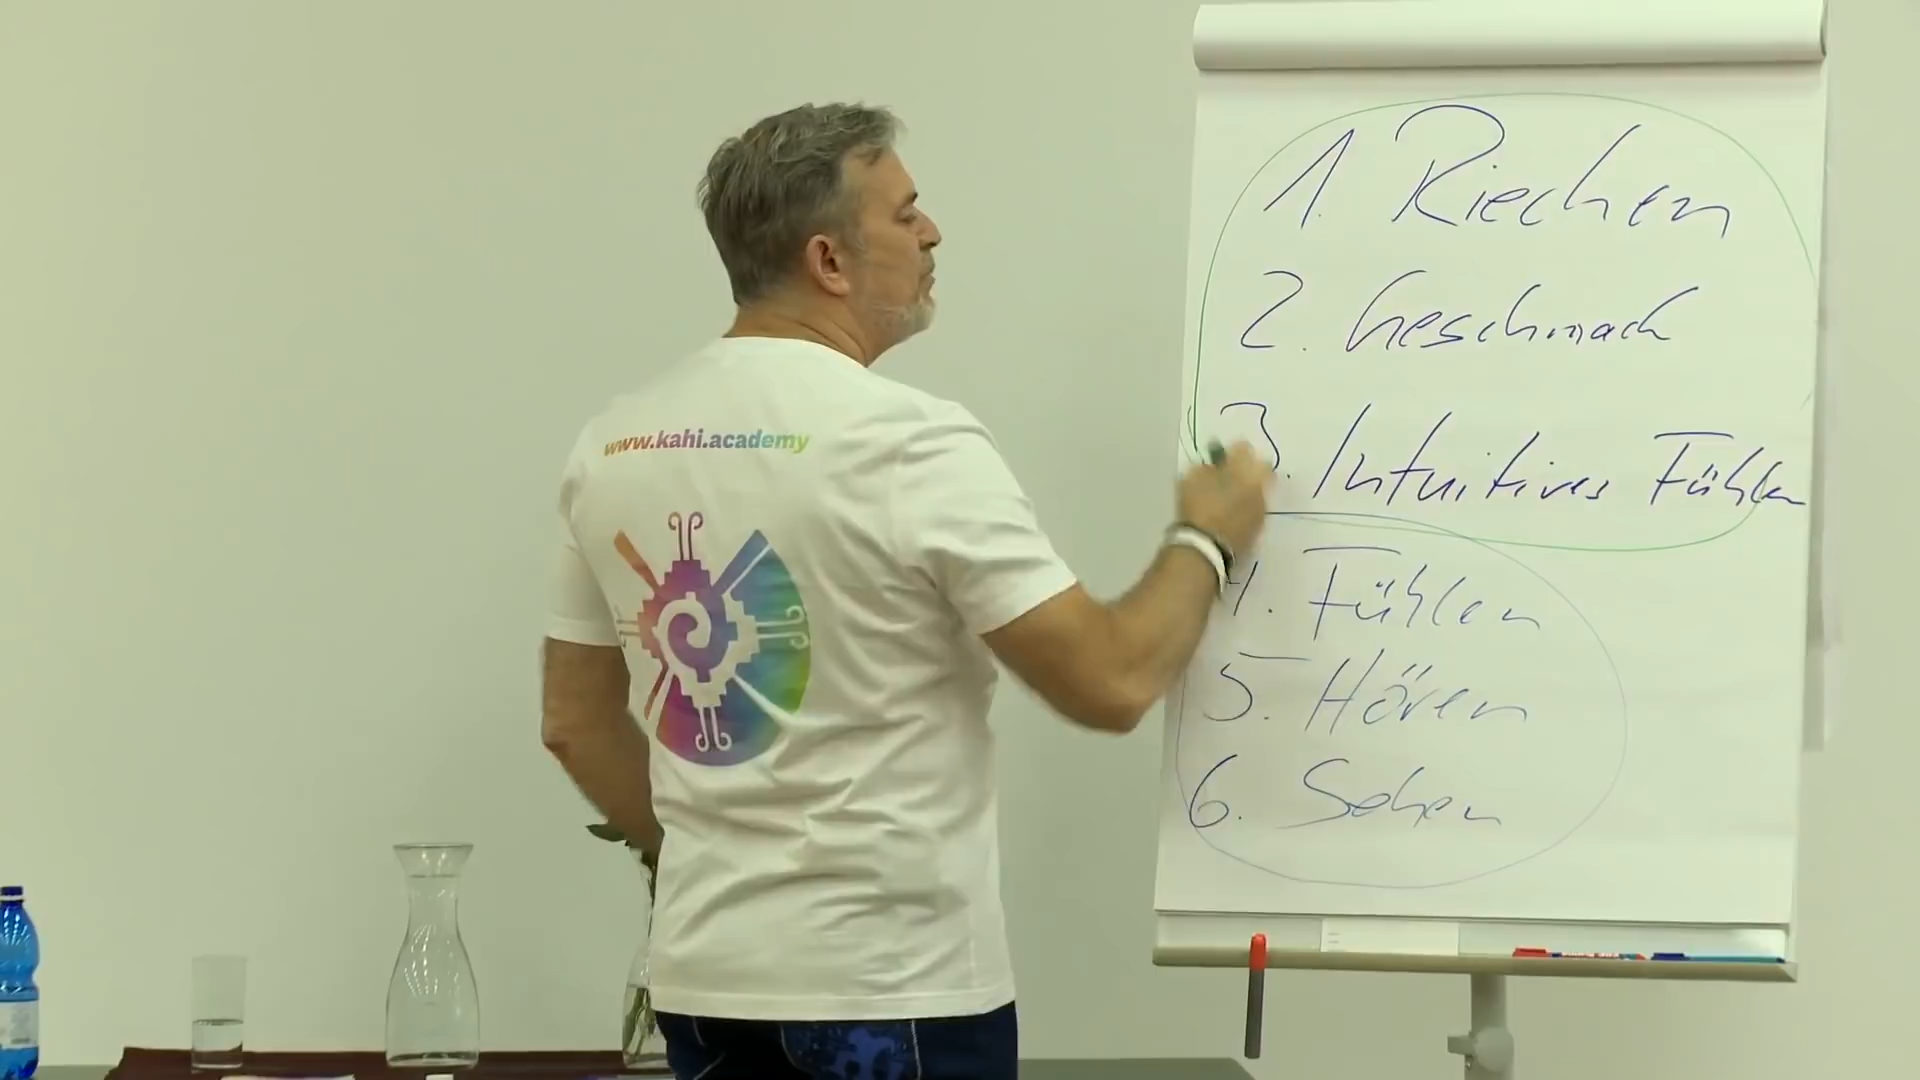 1. Riechen
2. Geschmack
3. Intuitives Fühlen
4. Fühlen
5. Hören
6. Sehen
www.kahi.academy